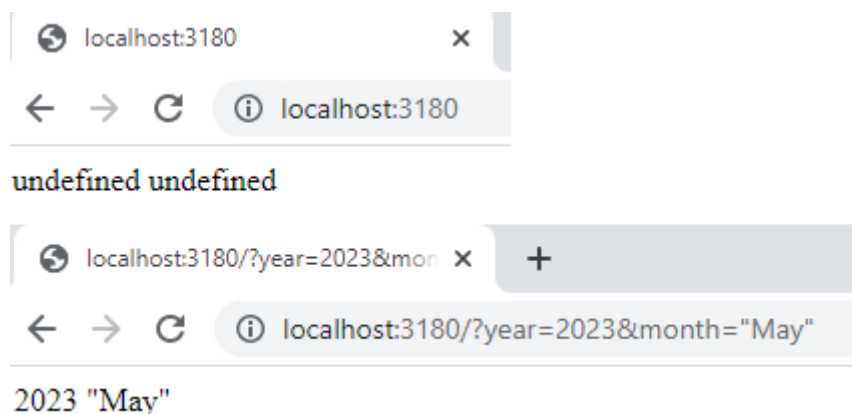 localhost:3180
localhost:3180
undefined undefined
localhost:3180/?year=2023&mon
localhost:3180/?year=2023&month="May"
2023 "May"